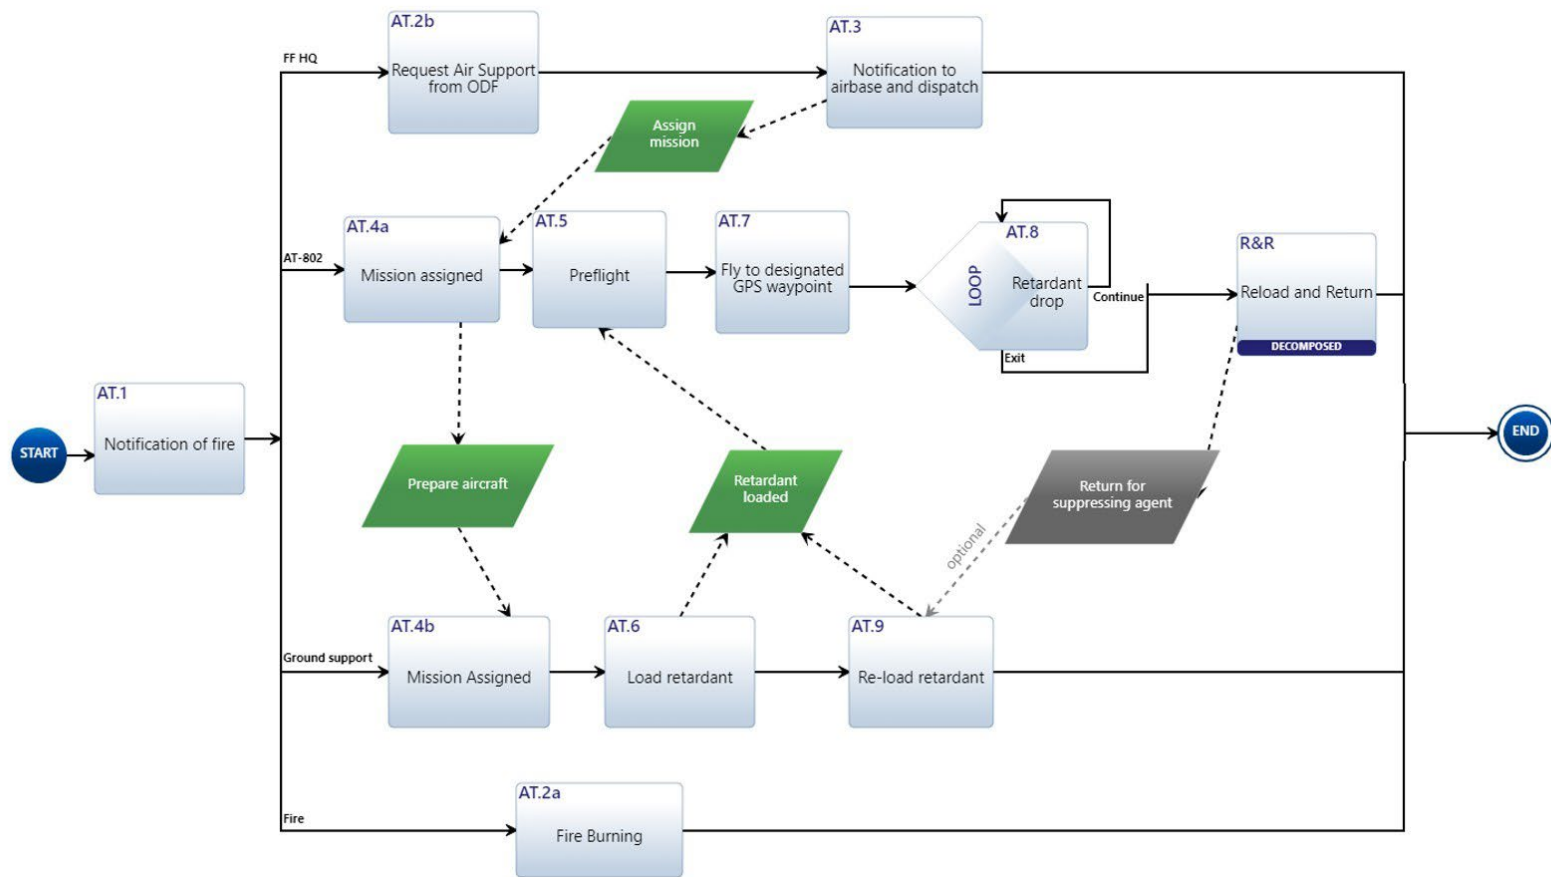 AT.2b
FF HQ
Request Air Support
from ODF
AT.3
Notification to
airbase and dispatch
Assign
mission
AT.4a
AT-802
Mission assigned
AT.5
Preflight
AT.7
Fly to designated
GPS waypoint
LOOP
AT.8
Retardant
drop
Continue
Exit
R&R
Reload and Return
DECOMPOSED
START
AT.1
Notification of fire
END
Prepare aircraft
Retardant
loaded
Return for
suppressing agent
optional
Ground support
AT.4b
Mission Assigned
AT.6
Load retardant
AT.9
Re-load retardant
Fire
AT.2a
Fire Burning